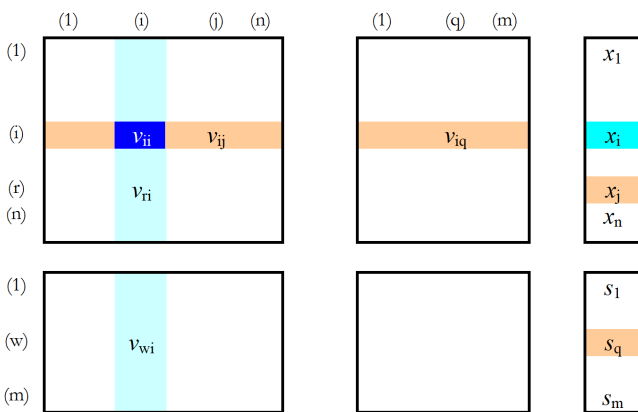 (1) (i) (j) (n) (1) (q) (m)
(1) x1
(i) vii vij viq xi
(r) vri xj
(n) xn
(1) s1
(w) vwi sq
(m) sm